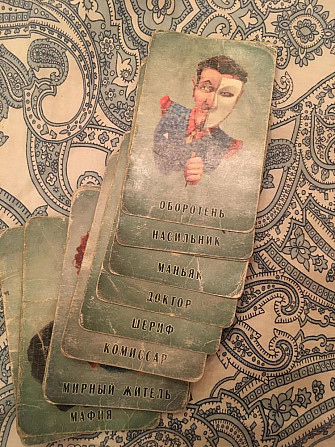 ОБОРОТЕНЬ
НАСИЛЬНИК
МАНЬЯК
ДОКТОР
ШЕРИФ
КОМИССАР
МИРНЫЙ ЖИТЕЛЬ
МАФИЯ